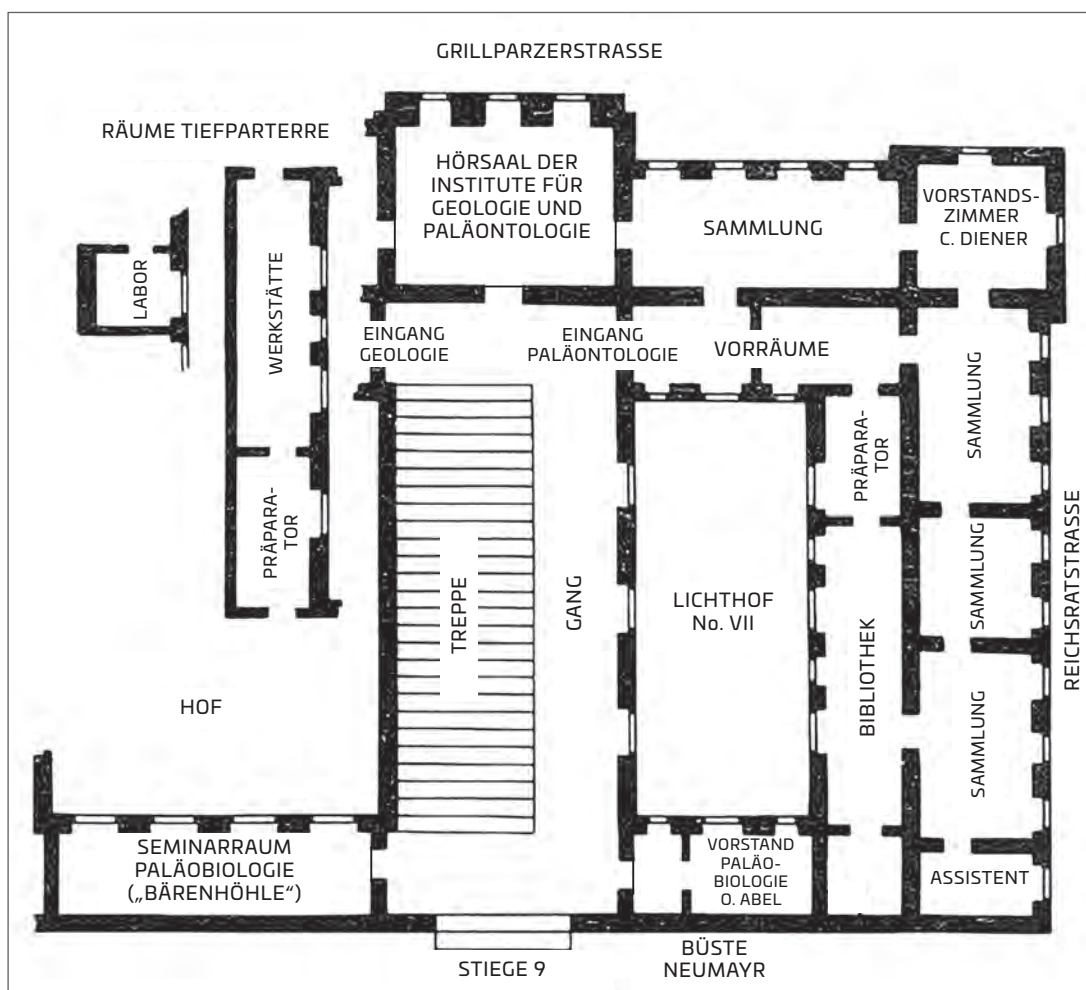 GRILLPARZERSTRASSE
RÄUME TIEFPARTERRE
HÖRSAAL DER
INSTITUTE FÜR
GEOLOGIE UND
PALÄONTOLOGIE
SAMMLUNG
VORSTANDS-
ZIMMER
C. DIENER
LABOR
WERKSTÄTTE
EINGANG
GEOLOGIE
EINGANG
PALÄONTOLOGIE
VORRÄUME
SAMMLUNG
PRÄPARA-
TOR
PRÄPARA-
TOR
TREPPE
GANG
LICHTHOF
No. VII
SAMMLUNG
REICHSRATSTRASSE
BIBLIOTHEK
HOF
SAMMLUNG
SEMINARRAUM
PALÄOBIOLOGIE
(„BÄRENHÖHLE“)
VORSTAND
PALÄO-
BIOLOGIE
O. ABEL
ASSISTENT
STIEGE 9
BÜSTE
NEUMAYR